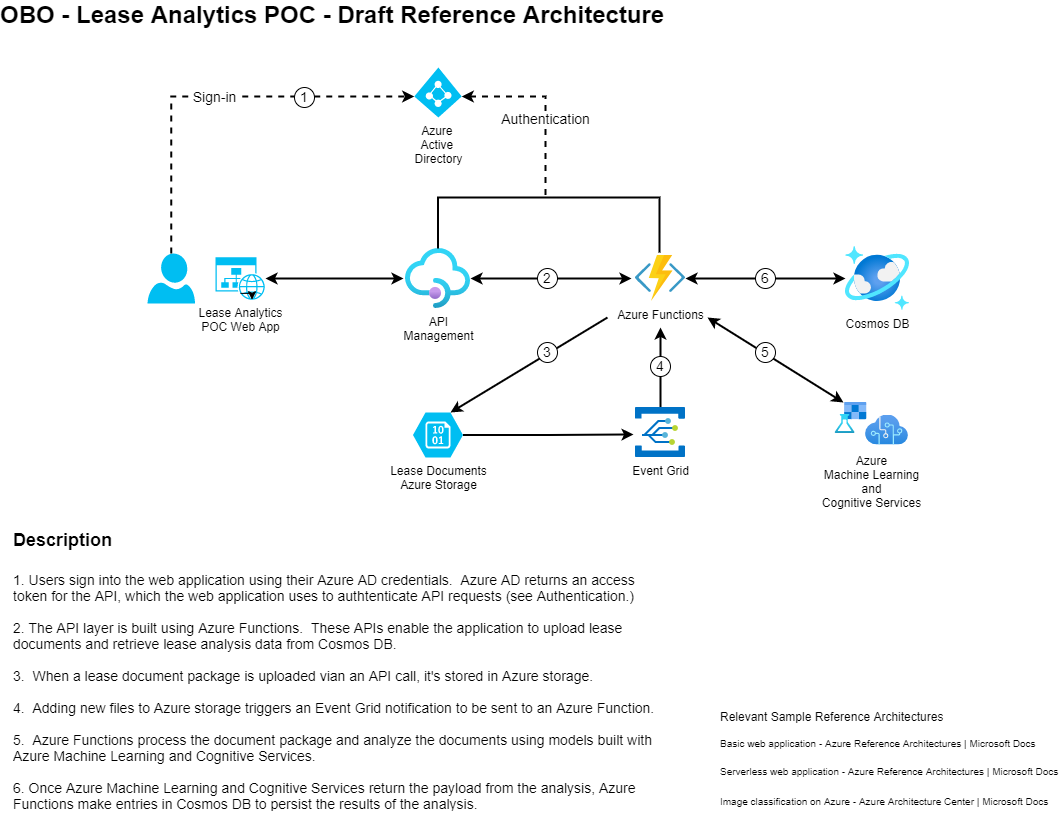 OBO - Lease Analytics POC - Draft Reference Architecture
Sign-in
1
Azure
Active
Directory
Authentication
Lease Analytics
POC Web App
API
Management
2
Azure Functions
6
Cosmos DB
3
4
5
Lease Documents
Azure Storage
10
01
Event Grid
Azure
Machine Learning
and
Cognitive Services
Description
1. Users sign into the web application using their Azure AD credentials.  Azure AD returns an access
token for the API, which the web application uses to authtenticate API requests (see Authentication.)
2. The API layer is built using Azure Functions.  These APIs enable the application to upload lease
documents and retrieve lease analysis data from Cosmos DB.
3.  When a lease document package is uploaded vian an API call, it's stored in Azure storage.
4.  Adding new files to Azure storage triggers an Event Grid notification to be sent to an Azure Function.
5.  Azure Functions process the document package and analyze the documents using models built with
Azure Machine Learning and Cognitive Services.
6. Once Azure Machine Learning and Cognitive Services return the payload from the analysis, Azure
Functions make entries in Cosmos DB to persist the results of the analysis.
Relevant Sample Reference Architectures
Basic web application - Azure Reference Architectures | Microsoft Docs
Serverless web application - Azure Reference Architectures | Microsoft Docs
Image classification on Azure - Azure Architecture Center | Microsoft Docs